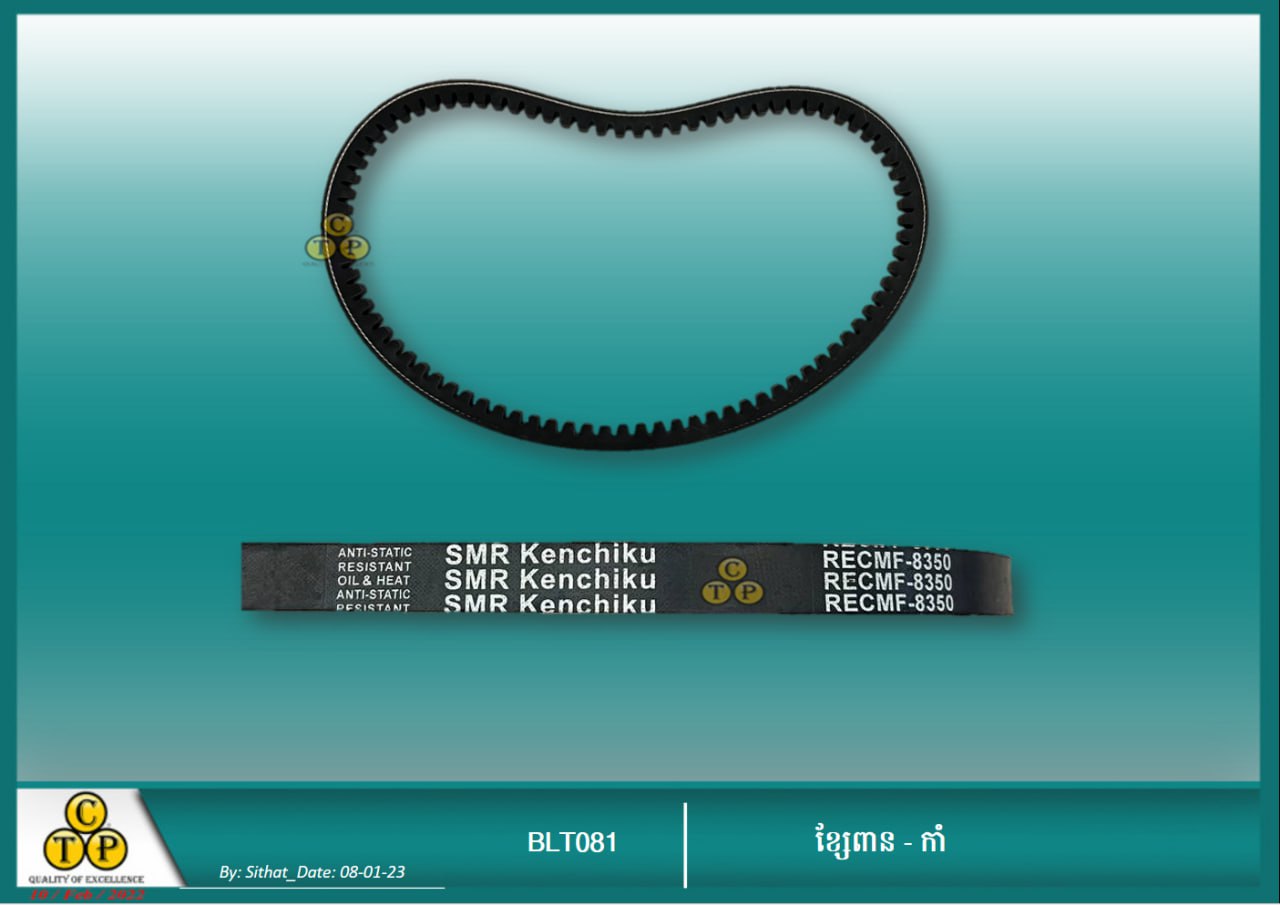 C
T P
ANTI-STATIC
RESISTANT
OIL & HEAT
ANTI-STATIC
RESISTANT
SMR Kenchiku
SMR Kenchiku
SMR Kenchiku
C
T P
RECMF-8350
RECMF-8350
RECMF-8350
C
T P
QUALITY OF EXCELLENCE
By: Sithat_Date: 08-01-23
BLT081
ខ្សែពាន - កាំ